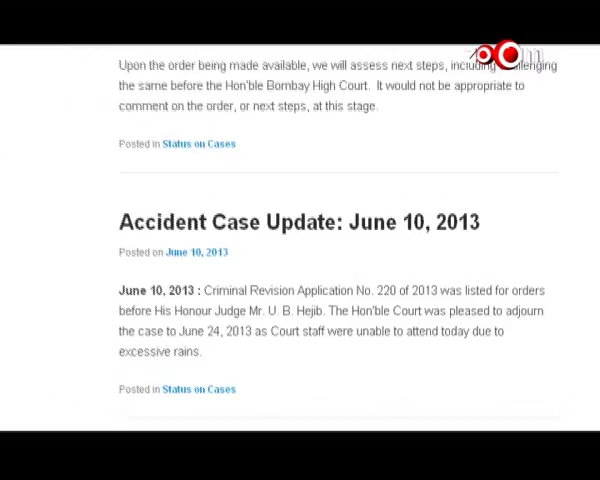 zoom
Upon the order being made available, we will assess next steps, including challenging
the same before the Hon'ble Bombay High Court. It would not be appropriate to
comment on the order, or next steps, at this stage.
Posted in Status on Cases
Accident Case Update: June 10, 2013
Posted on June 10, 2013
June 10, 2013 : Criminal Revision Application No. 220 of 2013 was listed for orders
before His Honour Judge Mr. U. B. Hejib. The Hon'ble Court was pleased to adjourn
the case to June 24, 2013 as Court staff were unable to attend today due to
excessive rains.
Posted in Status on Cases